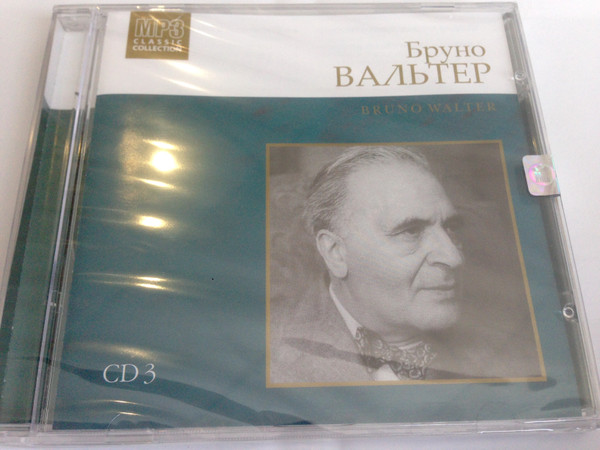 MP3
CLASSIC
COLLECTION
Бруно
ВАЛЬТЕР
BRUNO WALTER
CD 3